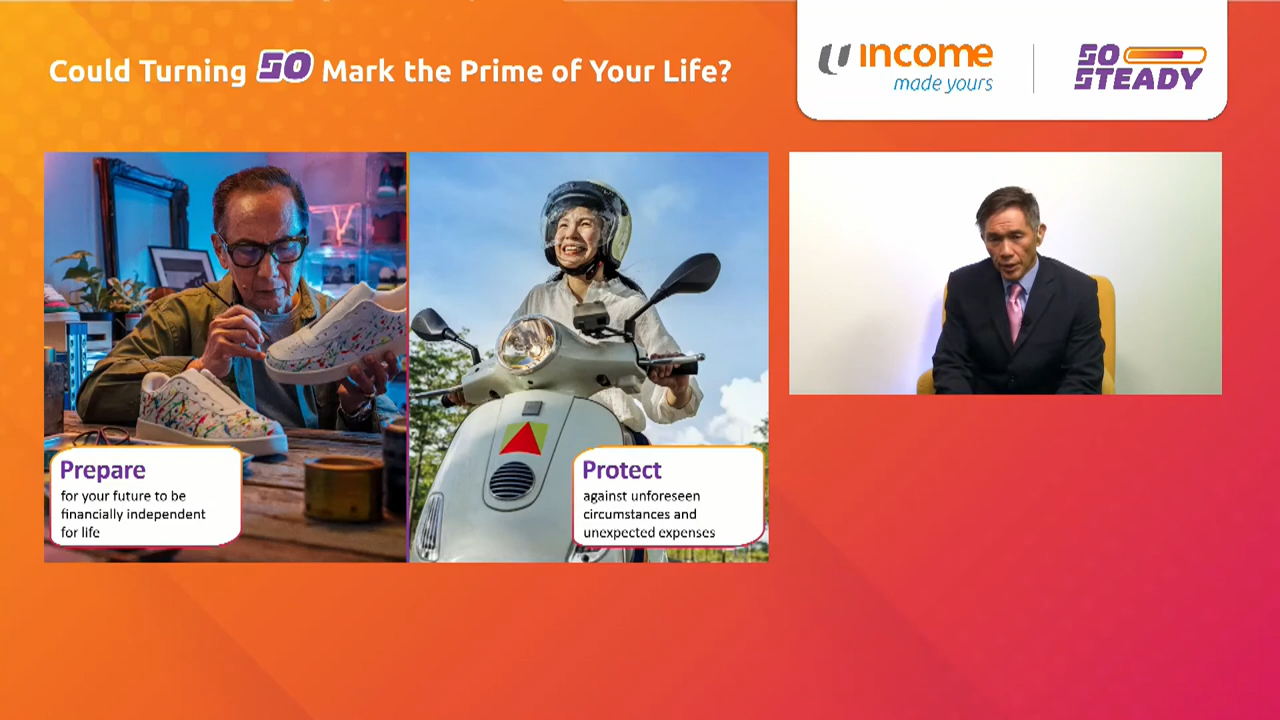 Could Turning 50 Mark the Prime of Your Life?
income
made yours
50
STEADY
Prepare
for your future to be
financially independent
for life
Protect
against unforeseen
circumstances and
unexpected expenses